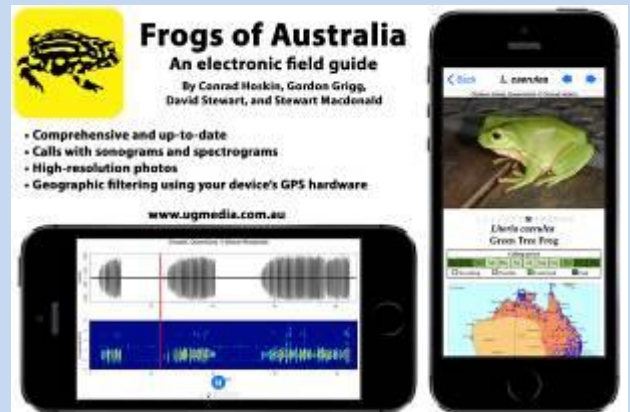 Frogs of Australia
An electronic field guide
By Conrad Hoskin, Gordon Grigg,
David Stewart, and Stewart Macdonald
• Comprehensive and up-to-date
• Calls with sonograms and spectrograms
• High-resolution photos
• Geographic filtering using your device's GPS hardware
www.ugmedia.com.au
Back L. caerulea
Litoria caerulea
Green Tree Frog